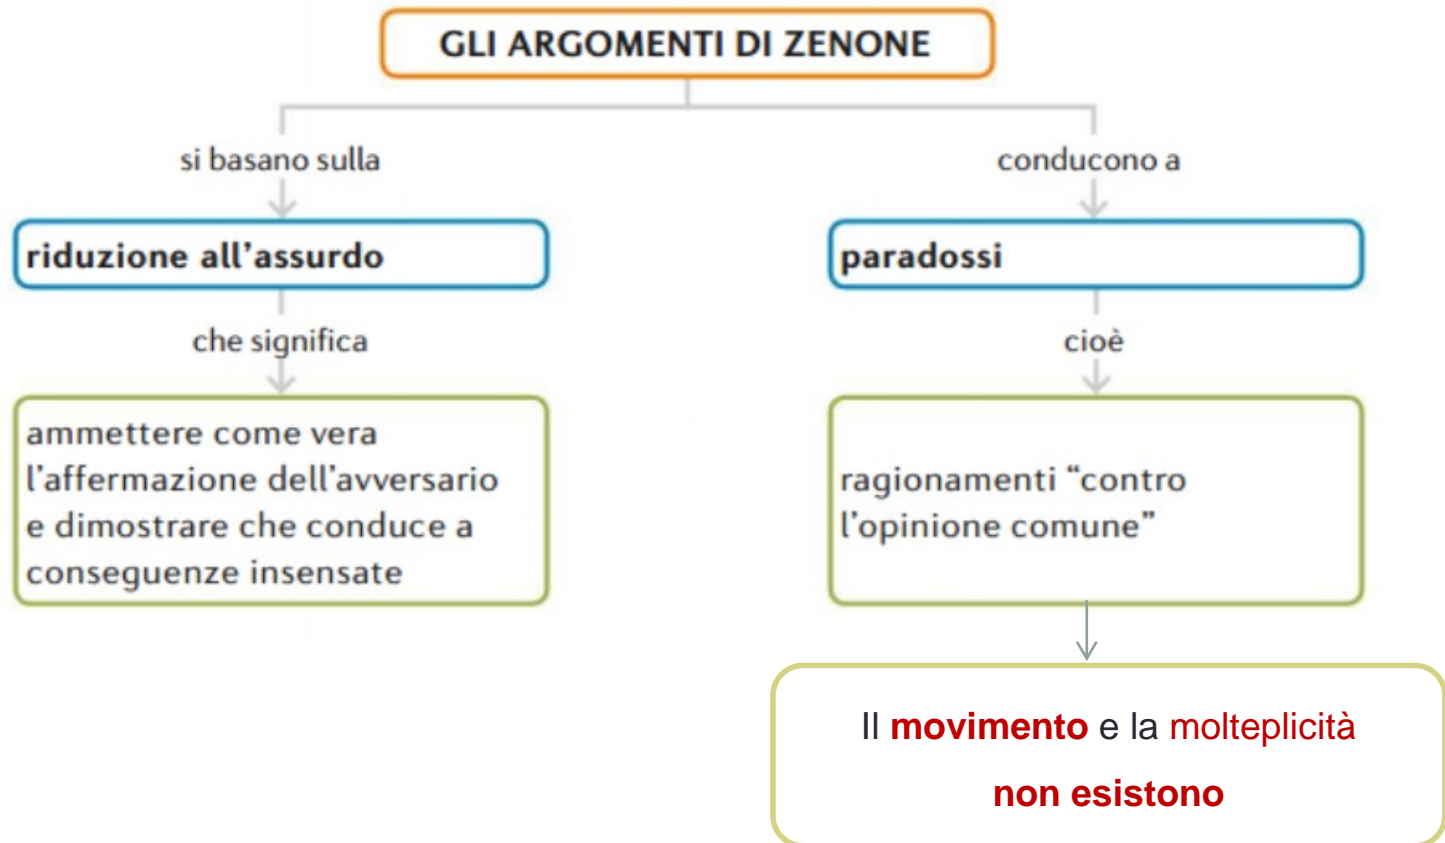 GLI ARGOMENTI DI ZENONE
si basano sulla
riduzione all’assurdo
che significa
ammettere come vera
l’affermazione dell’avversario
e dimostrare che conduce a
conseguenze insensate
conducono a
paradossi
cioè
ragionamenti “contro
l’opinione comune”
Il movimento e la molteplicità
non esistono